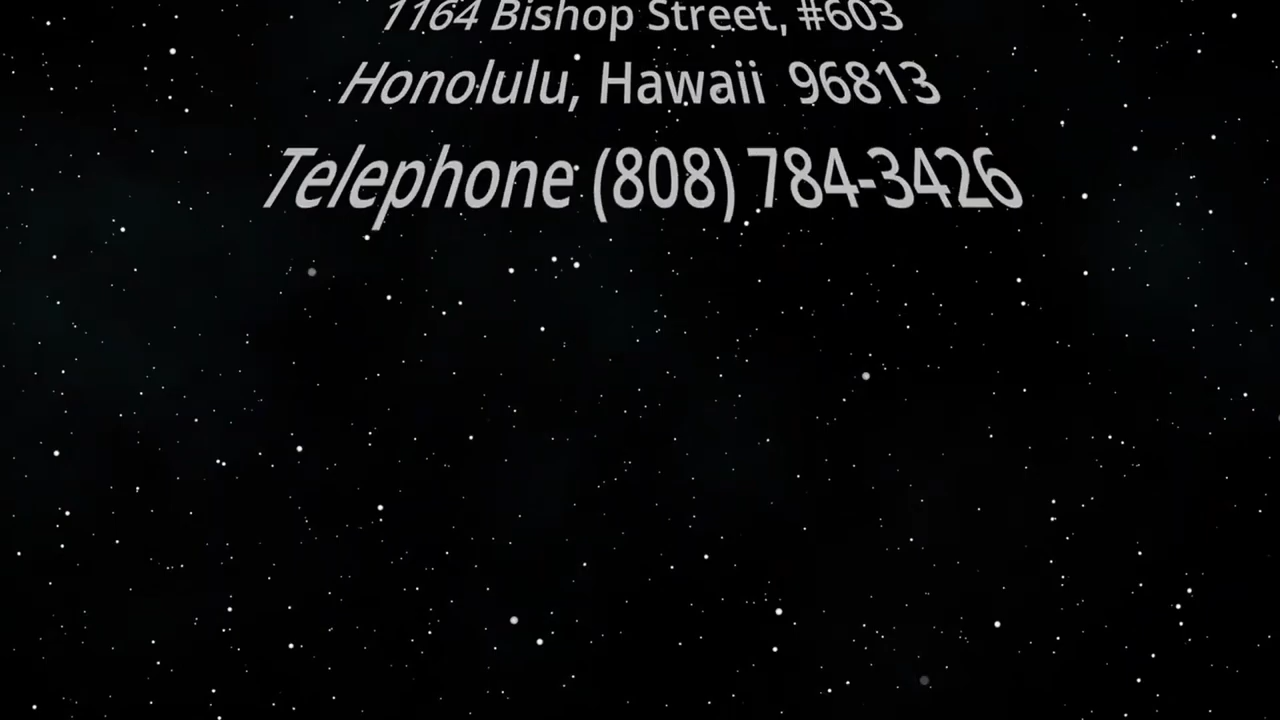 1164 Bishop Street, #603
Honolulu, Hawaii 96813
Telephone (808) 784-3426